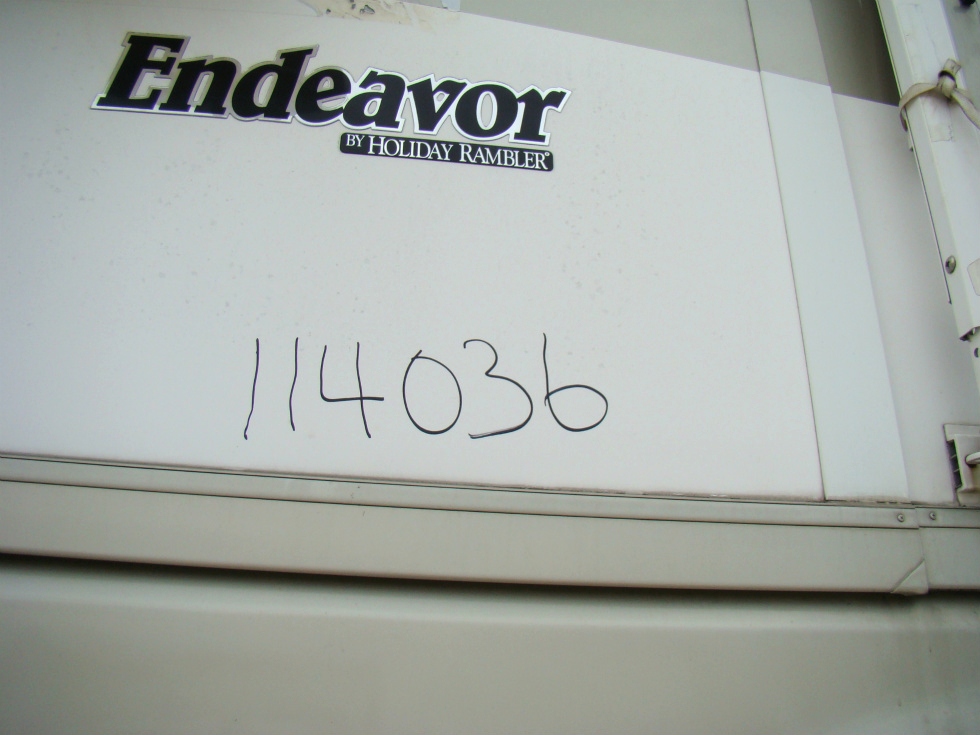 Endeavor
BY HOLIDAY RAMBLER®
114036